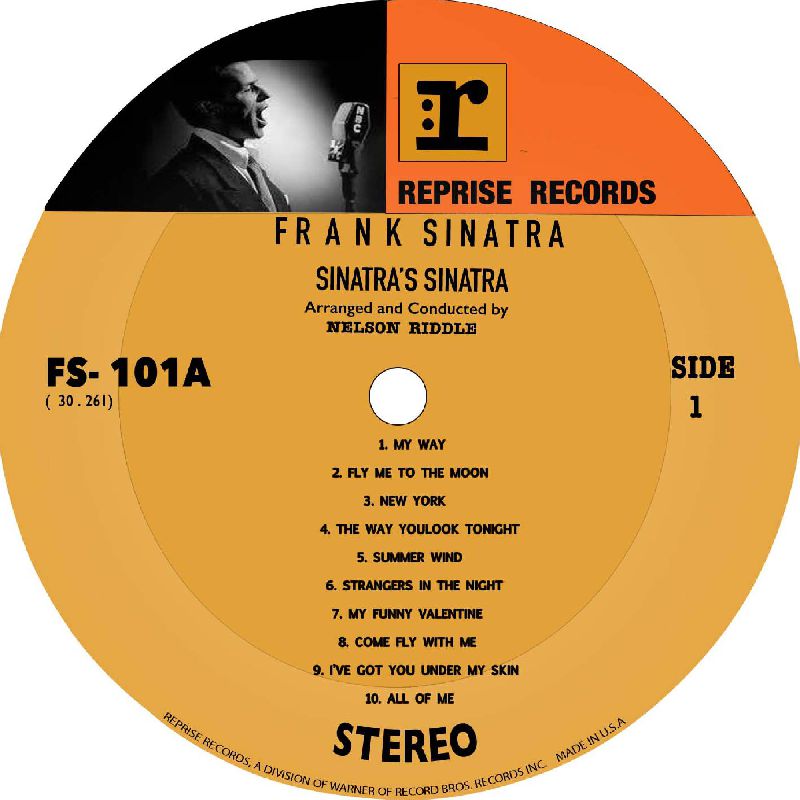 NBC
:r
REPRISE RECORDS
FRANK SINATRA
SINATRA'S SINATRA
Arranged and Conducted by
NELSON RIDDLE
FS- 101A
( 30 . 261)
SIDE
1
1. MY WAY
2. FLY ME TO THE MOON
3. NEW YORK
4. THE WAY YOULOOK TONIGHT
5. SUMMER WIND
6. STRANGERS IN THE NIGHT
7. MY FUNNY VALENTINE
8. COME FLY WITH ME
9. I'VE GOT YOU UNDER MY SKIN
10. ALL OF ME
STEREO
REPRISE RECORDS, A DIVISION OF WARNER OF RECORD BROS. RECORDS INC. MADE IN U.S.A